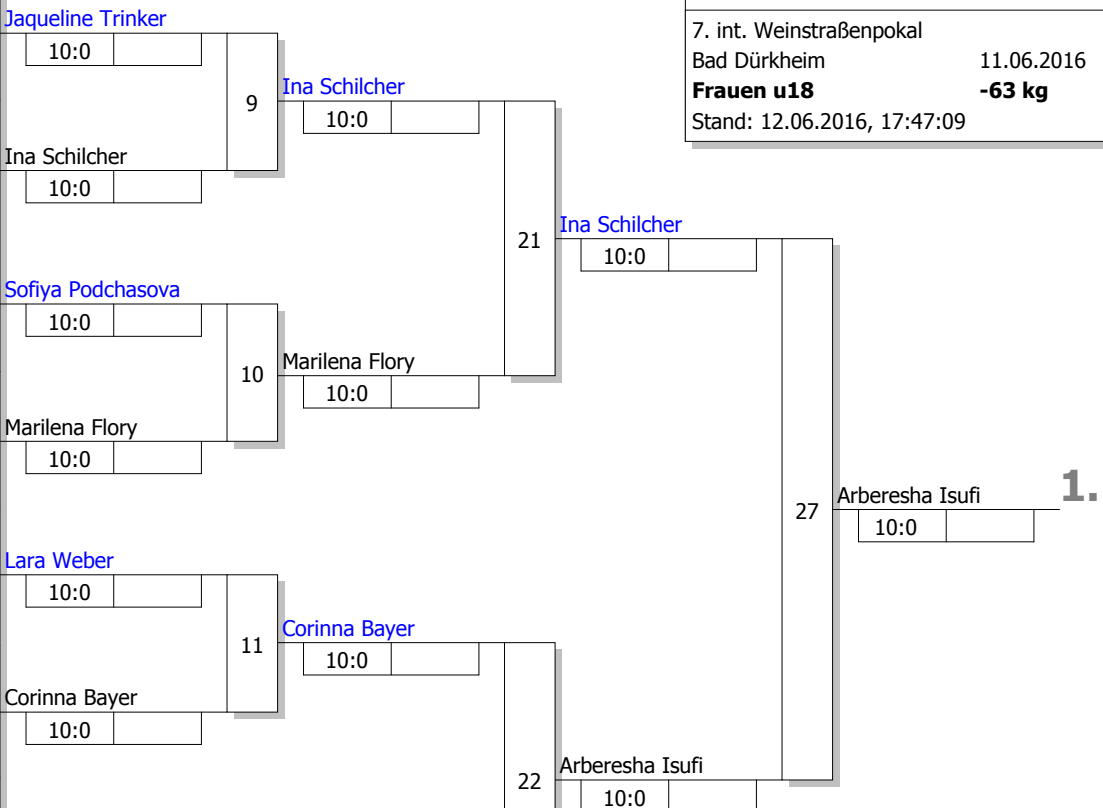 7. int. Weinstraßenpokal
Bad Dürkheim 11.06.2016
Frauen u18 -63 kg
Stand: 12.06.2016, 17:47:09
Jaqueline Trinker
10:0
9
Ina Schilcher
10:0
Ina Schilcher
10:0
21
Ina Schilcher
10:0
Sofiya Podchasova
10:0
10
Marilena Flory
10:0
Marilena Flory
10:0
27
Arberesha Isufi 1.
10:0
Lara Weber
10:0
11
Corinna Bayer
10:0
Corinna Bayer
10:0
22
Arberesha Isufi
10:0